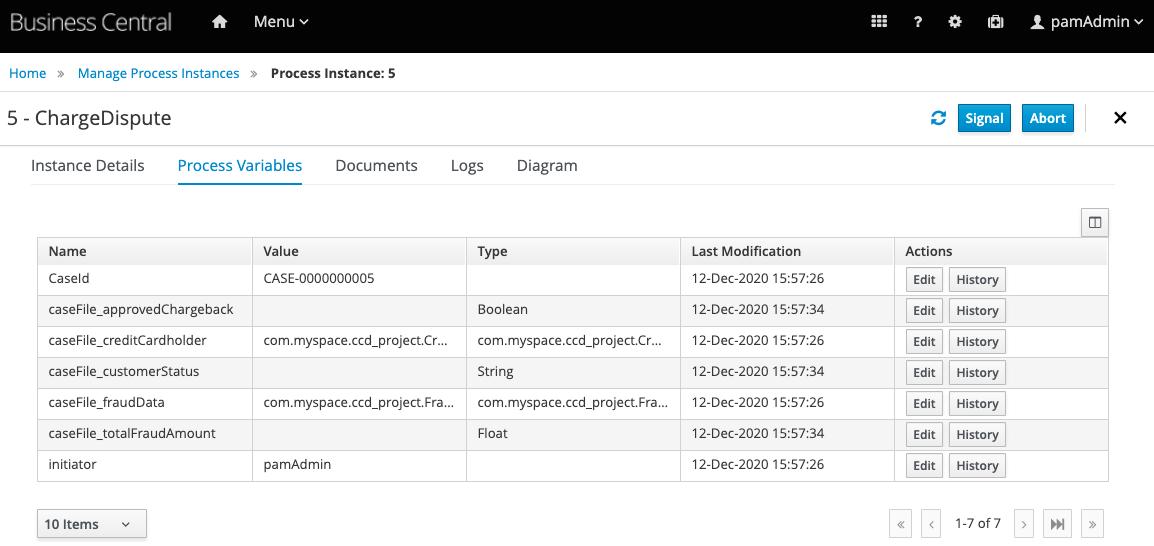 Business Central Menu ? pamAdmin
Home » Manage Process Instances » Process Instance: 5
5 - ChargeDispute Signal Abort
Instance Details Process Variables Documents Logs Diagram
Name Value Type Last Modification Actions
CaseId CASE-0000000005 12-Dec-2020 15:57:26 Edit History
caseFile_approvedChargeback Boolean 12-Dec-2020 15:57:34 Edit History
caseFile_creditCardholder com.myspace.ccd_project.Cr... com.myspace.ccd_project.Cr... 12-Dec-2020 15:57:26 Edit History
caseFile_customerStatus String 12-Dec-2020 15:57:34 Edit History
caseFile_fraudData com.myspace.ccd_project.Fra... com.myspace.ccd_project.Fra... 12-Dec-2020 15:57:26 Edit History
caseFile_totalFraudAmount Float 12-Dec-2020 15:57:34 Edit History
initiator pamAdmin 12-Dec-2020 15:57:26 Edit History
10 Items « ‹ 1-7 of 7 › »